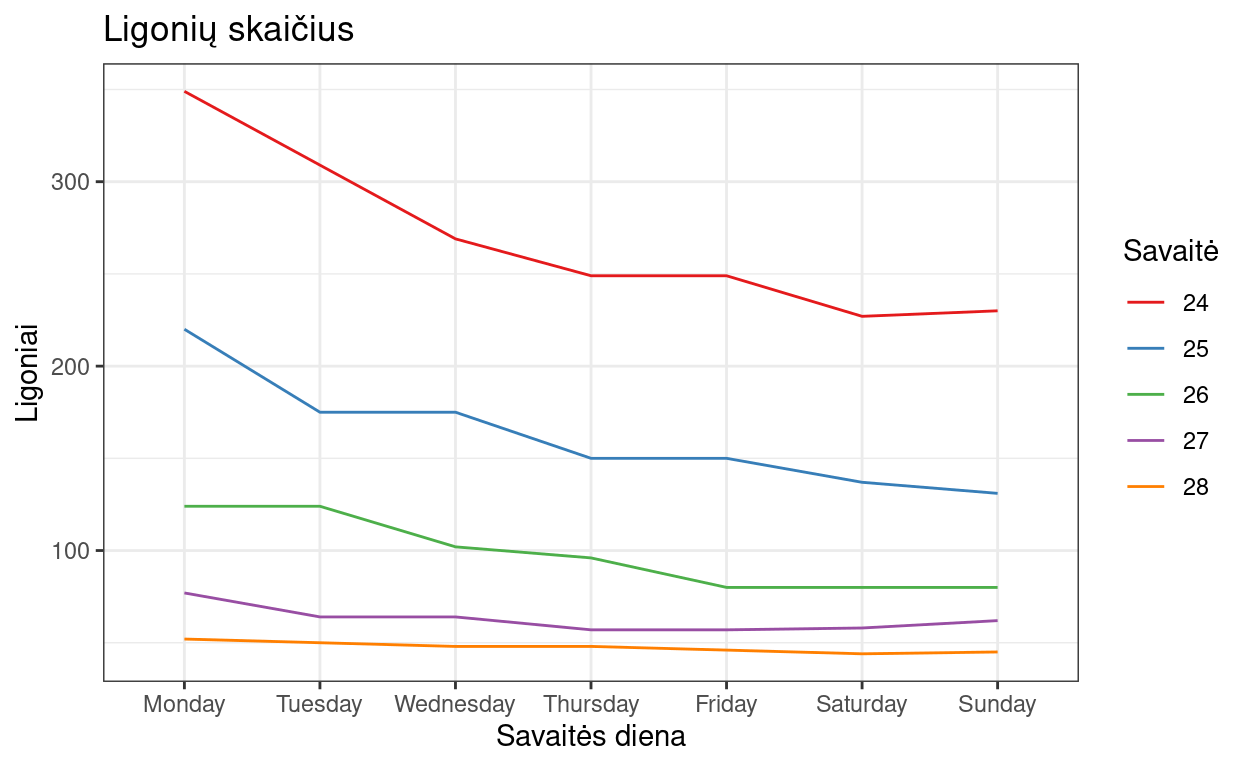 Ligonių skaičius
300
200
100
Ligoniai
Monday Tuesday Wednesday Thursday Friday Saturday Sunday
Savaitės diena
Savaitė
24
25
26
27
28